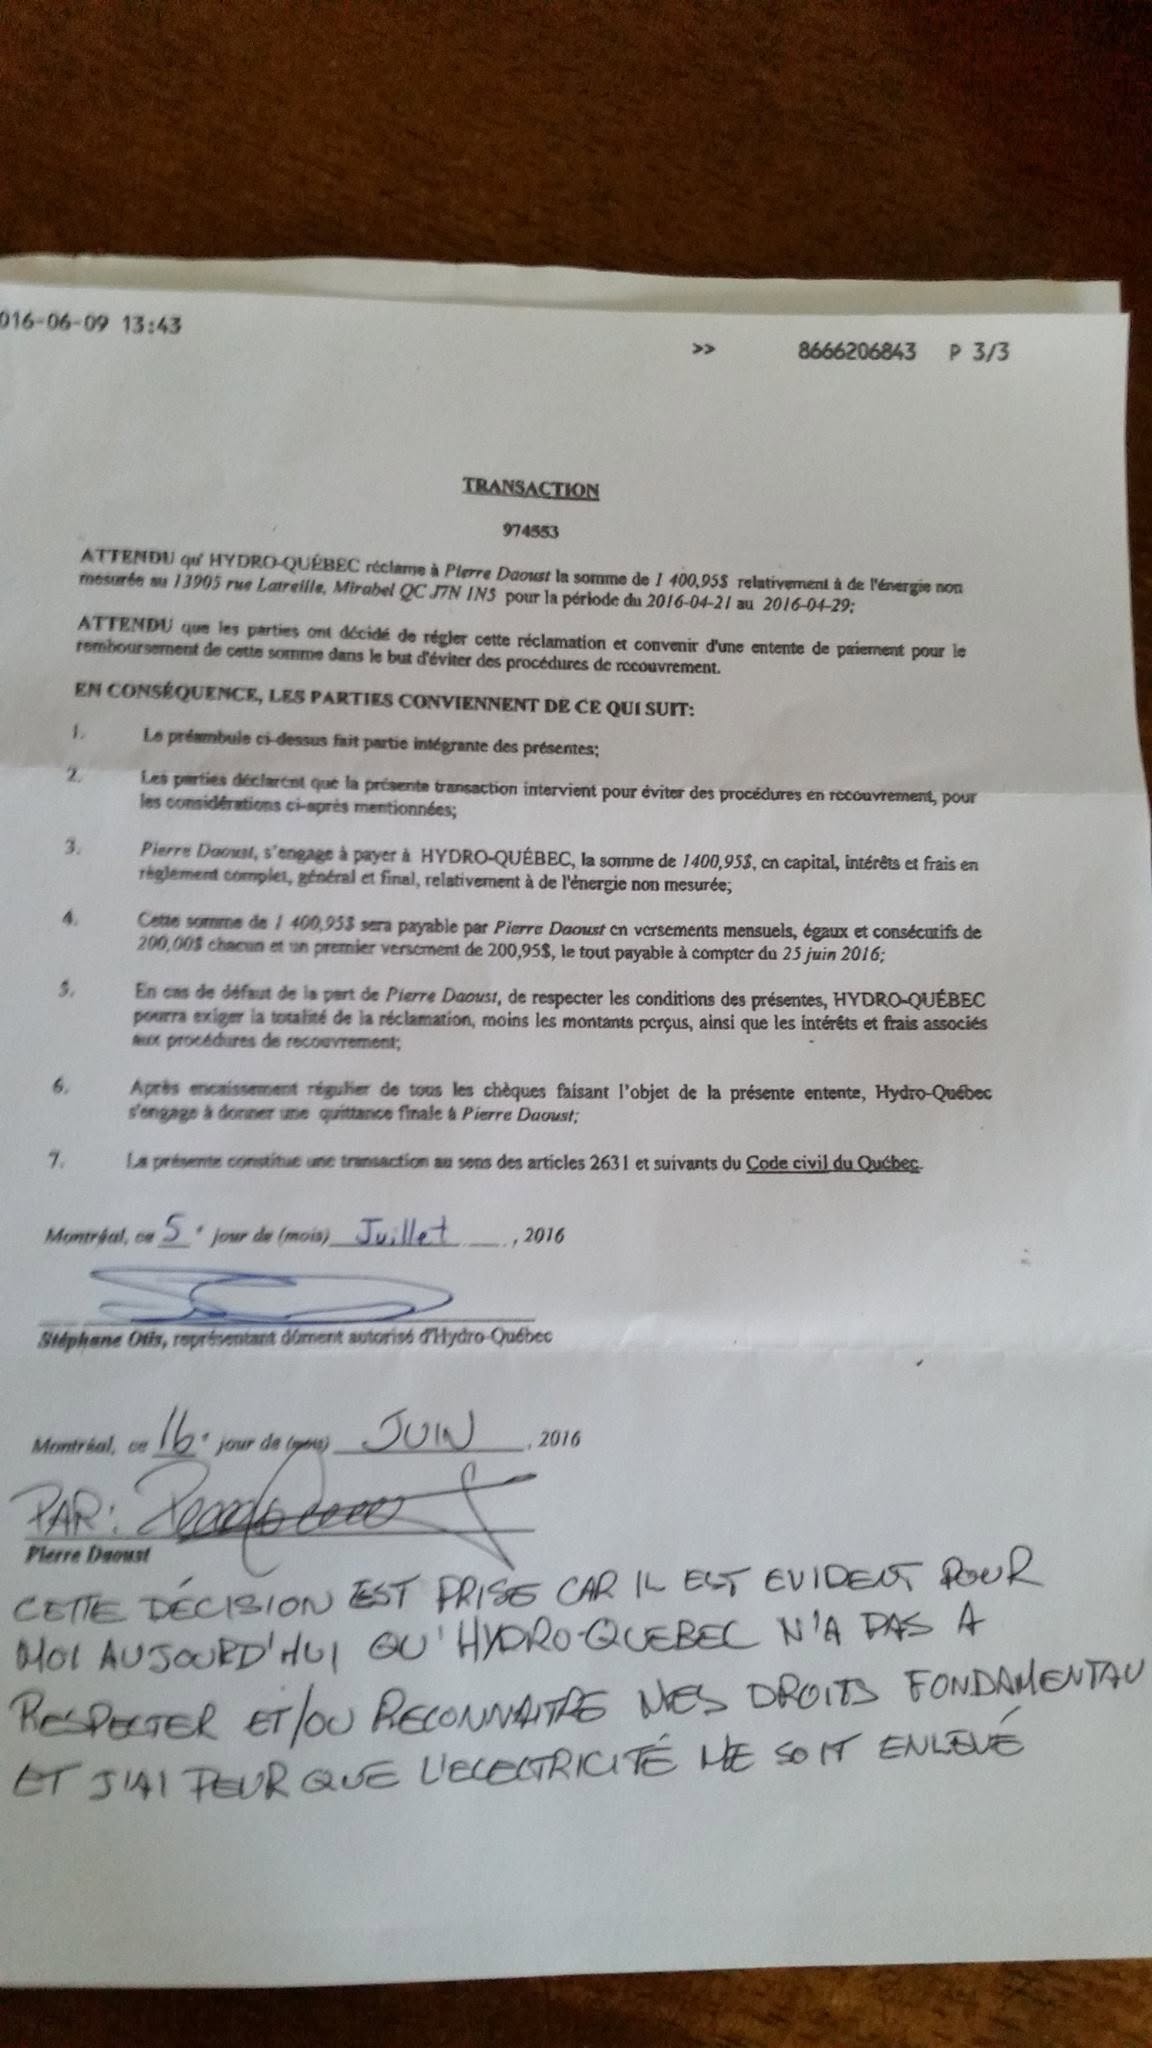 016-06-09 13:43
>> 8666206843 P 3/3
TRANSACTION
974553
ATTENDU qu' HYDRO-QUÉBEC réclame à Pierre Daoust la somme de 1 400,95$ relativement à de l'énergie non
mesurée au 13905 rue Latreille, Mirabel QC J7N 1N5 pour la période du 2016-04-21 au 2016-04-29;
ATTENDU que les parties ont décidé de régler cette réclamation et convenir d'une entente de paiement pour le
remboursement de cette somme dans le but d'éviter des procédures de recouvrement.
EN CONSÉQUENCE, LES PARTIES CONVIENNENT DE CE QUI SUIT:
1. Le préambule ci-dessus fait partie intégrante des présentes;
2. Les parties déclarent que la présente transaction intervient pour éviter des procédures en recouvrement, pour
les considérations ci-après mentionnées;
3. Pierre Daoust, s'engage à payer à HYDRO-QUÉBEC, la somme de 1400,95$, en capital, intérêts et frais en
règlement complet, général et final, relativement à de l'énergie non mesurée;
4. Cette somme de 1 400,95$ sera payable par Pierre Daoust en versements mensuels, égaux et consécutifs de
200,00$ chacun et un premier versement de 200,95$, le tout payable à compter du 25 juin 2016;
5. En cas de défaut de la part de Pierre Daoust, de respecter les conditions des présentes, HYDRO-QUÉBEC
pourra exiger la totalité de la réclamation, moins les montants perçus, ainsi que les intérêts et frais associés
aux procédures de recouvrement;
6. Après encaissement régulier de tous les chèques faisant l'objet de la présente entente, Hydro-Québec
s'engage à donner une quittance finale à Pierre Daoust;
7. La présente constitue une transaction au sens des articles 2631 et suivants du Code civil du Québec.
Montréal, ce 5 e jour de (mois) Juillet, 2016
Stéphane Otis, représentant dûment autorisé d'Hydro-Québec
Montréal, ce 16 e jour de (mois) JUIN, 2016
PAR:
Pierre Daoust
CETTE DÉCISION EST PRISE CAR IL EST EVIDENT POUR
MOI AUJOURD'HUI QU'HYDRO-QUEBEC N'A PAS A
RESPECTER ET/OU RECONNAITRE MES DROITS FONDAMENTAU
ET J'AI PEUR QUE L'ELECTRICITÉ ME SOIT ENLEVÉ